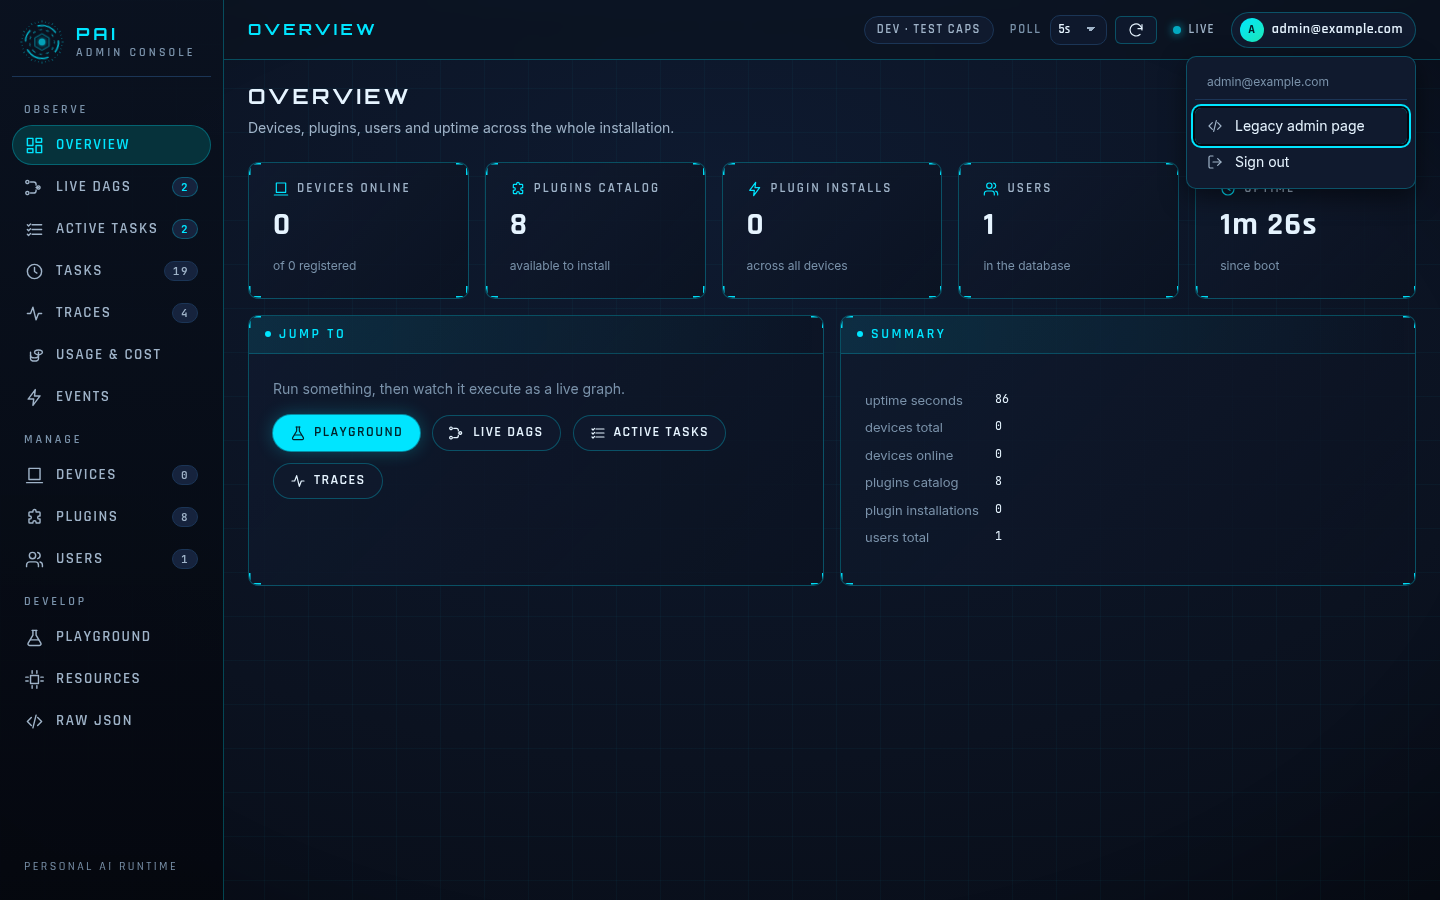 PAI
ADMIN CONSOLE
OBSERVE
OVERVIEW
LIVE DAGS 2
ACTIVE TASKS 2
TASKS 19
TRACES 4
USAGE & COST
EVENTS
MANAGE
DEVICES 0
PLUGINS 8
USERS 1
DEVELOP
PLAYGROUND
RESOURCES
RAW JSON
PERSONAL AI RUNTIME
OVERVIEW
DEV · TEST CAPS
POLL 5s
LIVE
A admin@example.com
admin@example.com
Legacy admin page
Sign out
OVERVIEW
Devices, plugins, users and uptime across the whole installation.
DEVICES ONLINE
0
of 0 registered
PLUGINS CATALOG
8
available to install
PLUGIN INSTALLS
0
across all devices
USERS
1
in the database
UPTIME
1m 26s
since boot
JUMP TO
Run something, then watch it execute as a live graph.
PLAYGROUND
LIVE DAGS
ACTIVE TASKS
TRACES
SUMMARY
uptime seconds 86
devices total 0
devices online 0
plugins catalog 8
plugin installations 0
users total 1